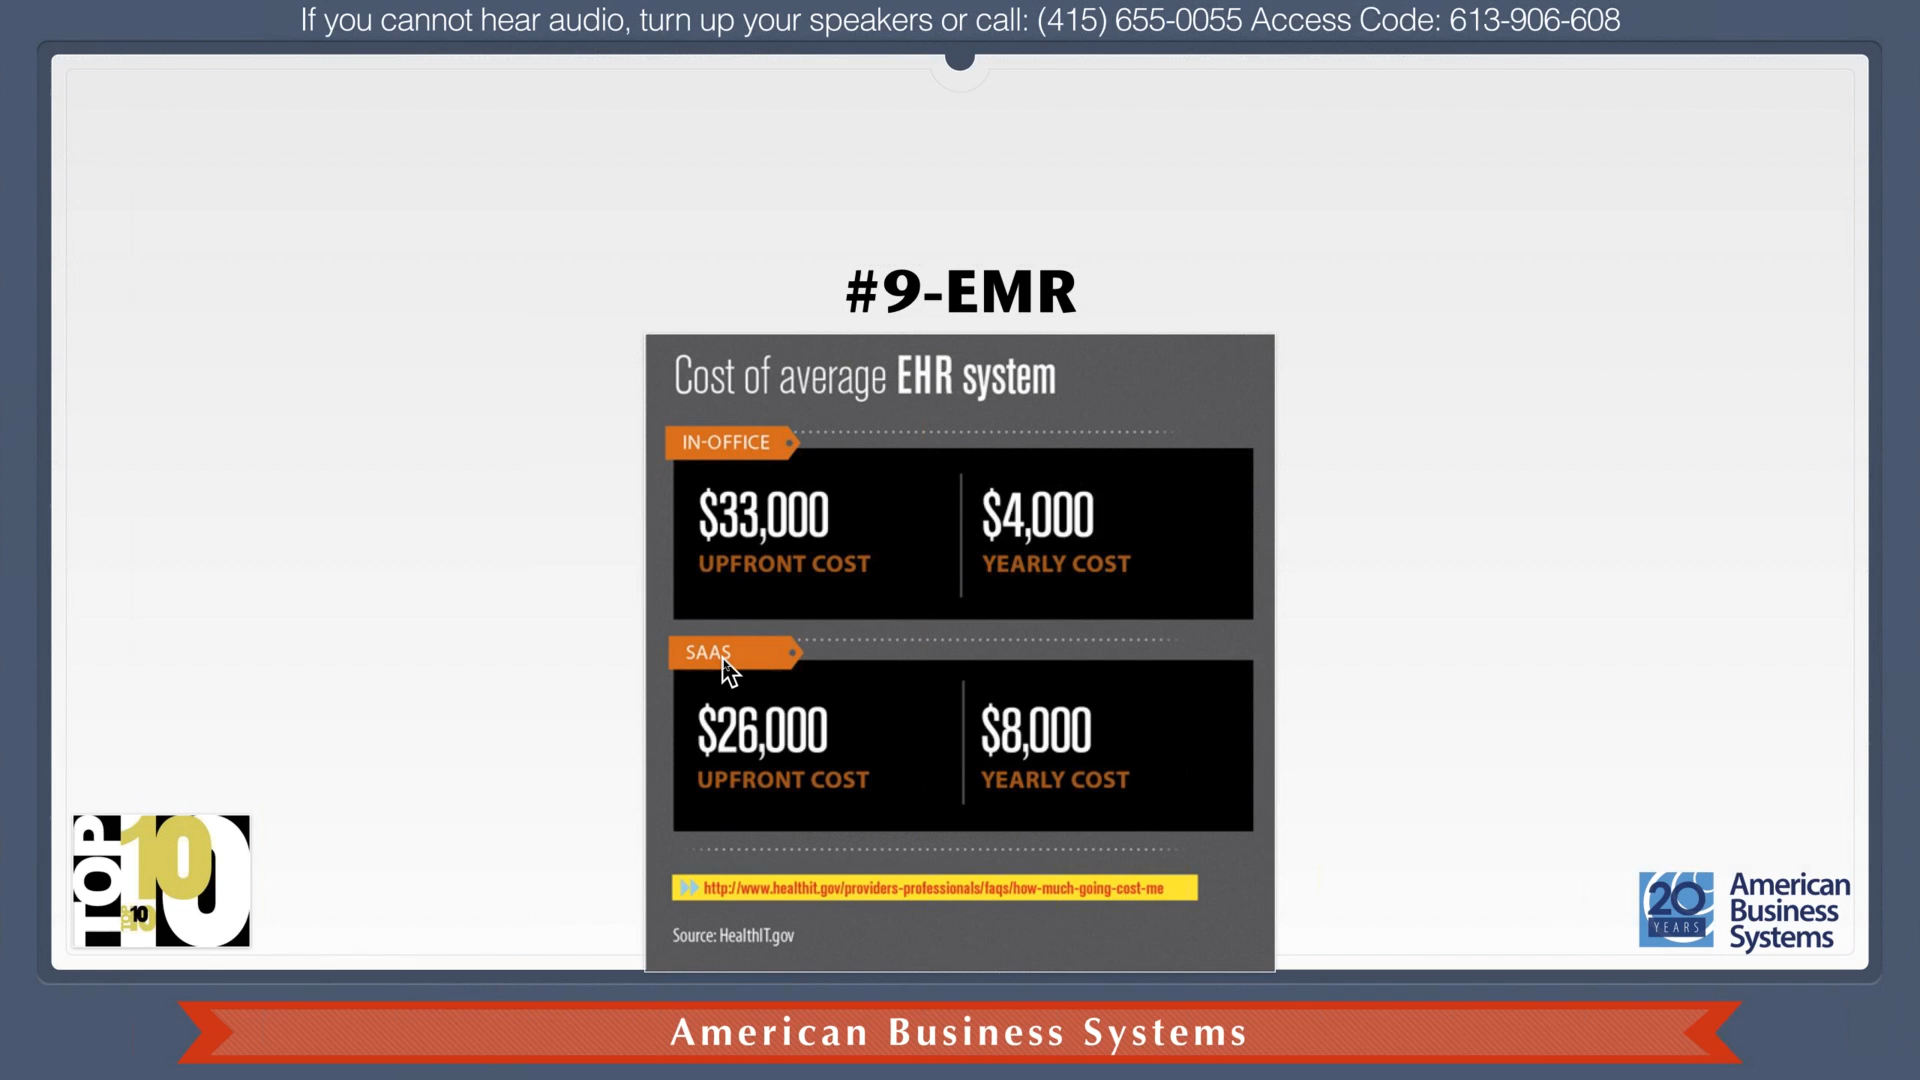 If you cannot hear audio, turn up your speakers or call: (415) 655-0055 Access Code: 613-906-608
#9-EMR
Cost of average EHR system
IN-OFFICE
$33,000
UPFRONT COST
$4,000
YEARLY COST
SAAS
$26,000
UPFRONT COST
$8,000
YEARLY COST
http://www.healthit.gov/providers-professionals/faqs/how-much-going-cost-me
Source: HealthIT.gov
TOP
10
10
20
YEARS
American
Business
Systems
American Business Systems